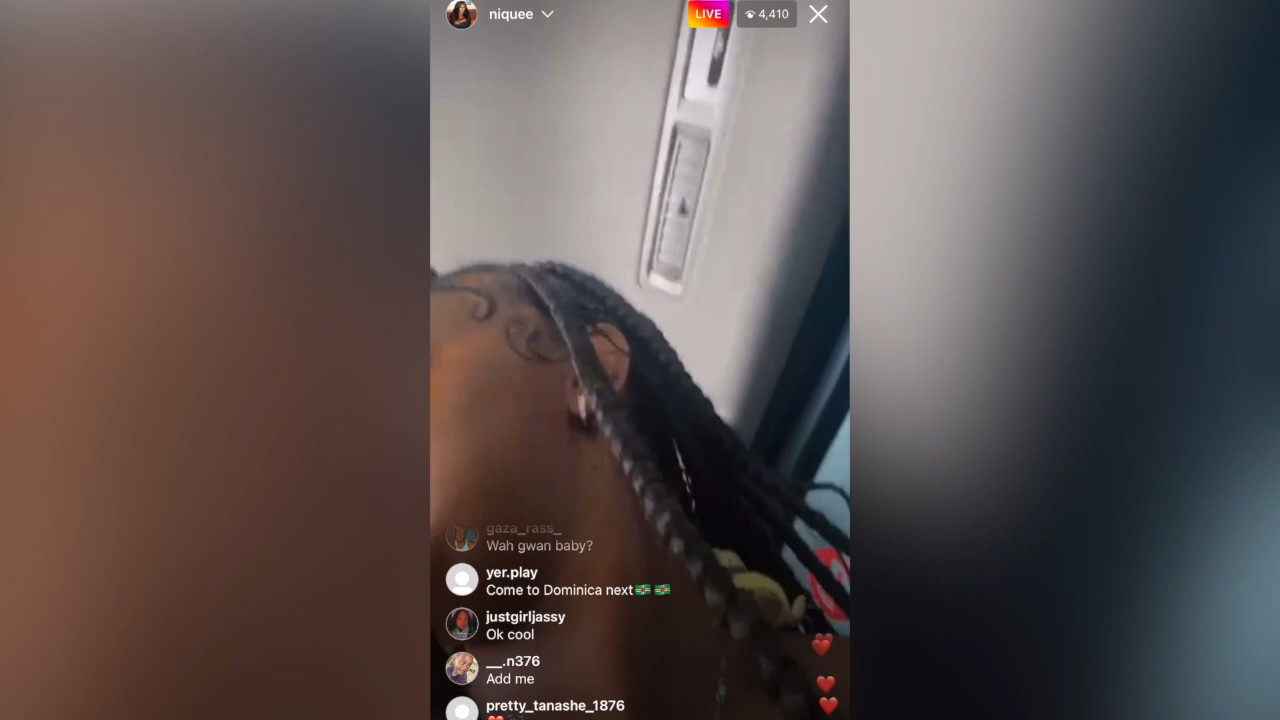 niquee
LIVE
4,410
gaza_rass_
Wah gwan baby?
yer.play
Come to Dominica next🇩🇲 🇩🇲
justgirljassy
Ok cool
__.n376
Add me
pretty_tanashe_1876